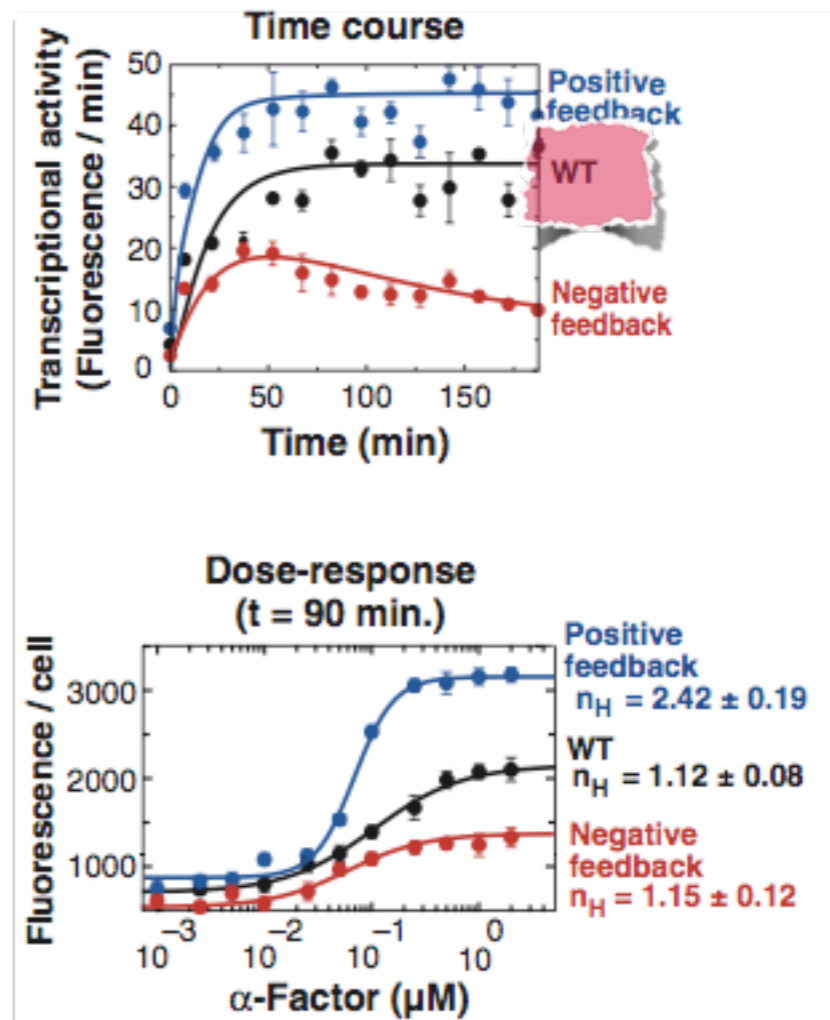 Time course
Transcriptional activity
(Fluorescence / min)
50
40
30
20
10
0
0
50
100
150
Time (min)
Positive
feedback
WT
Negative
feedback
Dose-response
(t = 90 min.)
Fluorescence / cell
3000
2000
1000
–3
10
–2
10
–1
10
0
10
α-Factor (μM)
Positive
feedback
n_H = 2.42 ± 0.19
WT
n_H = 1.12 ± 0.08
Negative
feedback
n_H = 1.15 ± 0.12